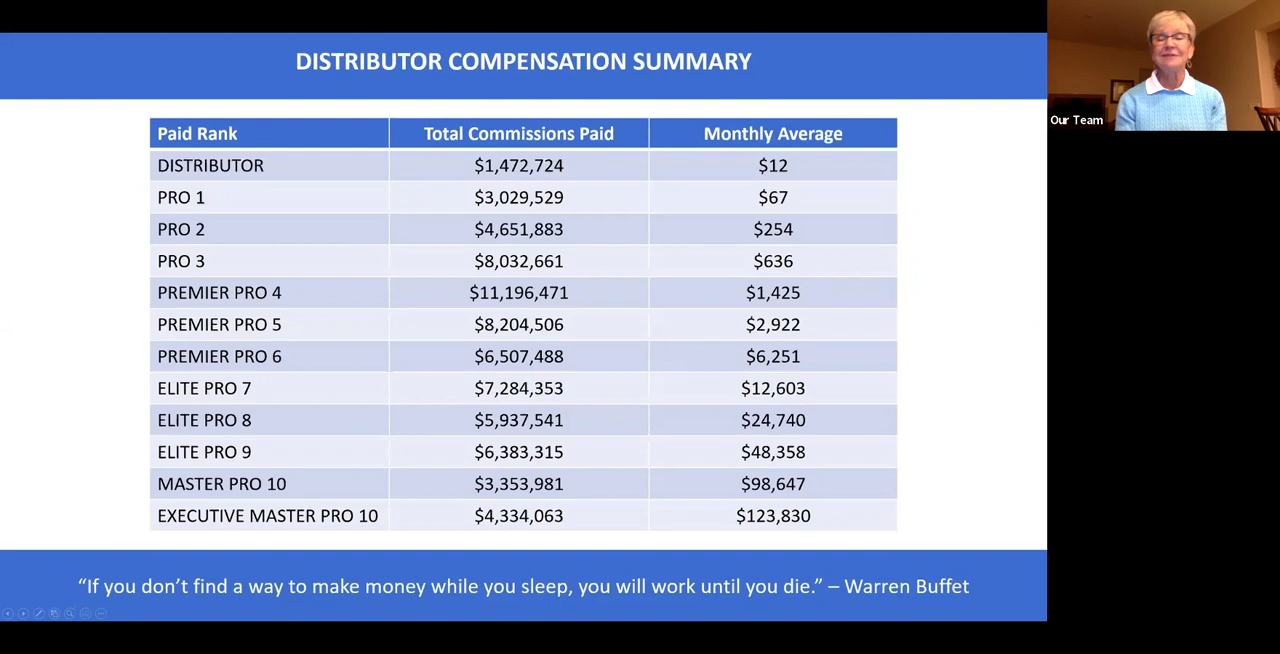 DISTRIBUTOR COMPENSATION SUMMARY
Paid Rank Total Commissions Paid Monthly Average
DISTRIBUTOR $1,472,724 $12
PRO 1 $3,029,529 $67
PRO 2 $4,651,883 $254
PRO 3 $8,032,661 $636
PREMIER PRO 4 $11,196,471 $1,425
PREMIER PRO 5 $8,204,506 $2,922
PREMIER PRO 6 $6,507,488 $6,251
ELITE PRO 7 $7,284,353 $12,603
ELITE PRO 8 $5,937,541 $24,740
ELITE PRO 9 $6,383,315 $48,358
MASTER PRO 10 $3,353,981 $98,647
EXECUTIVE MASTER PRO 10 $4,334,063 $123,830
“If you don’t find a way to make money while you sleep, you will work until you die.” – Warren Buffet
Our Team